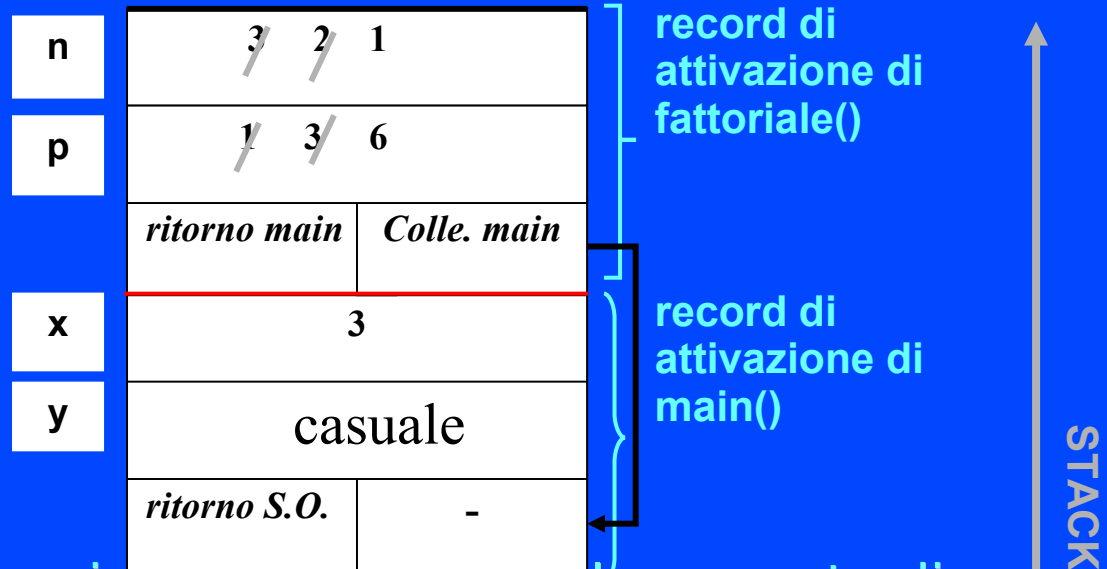 n
3 2 1
record di
attivazione di
fattoriale()
p
1 3 6
ritorno main
Colle. main
x
3
record di
attivazione di
main()
y
casuale
STACK
ritorno S.O.
-